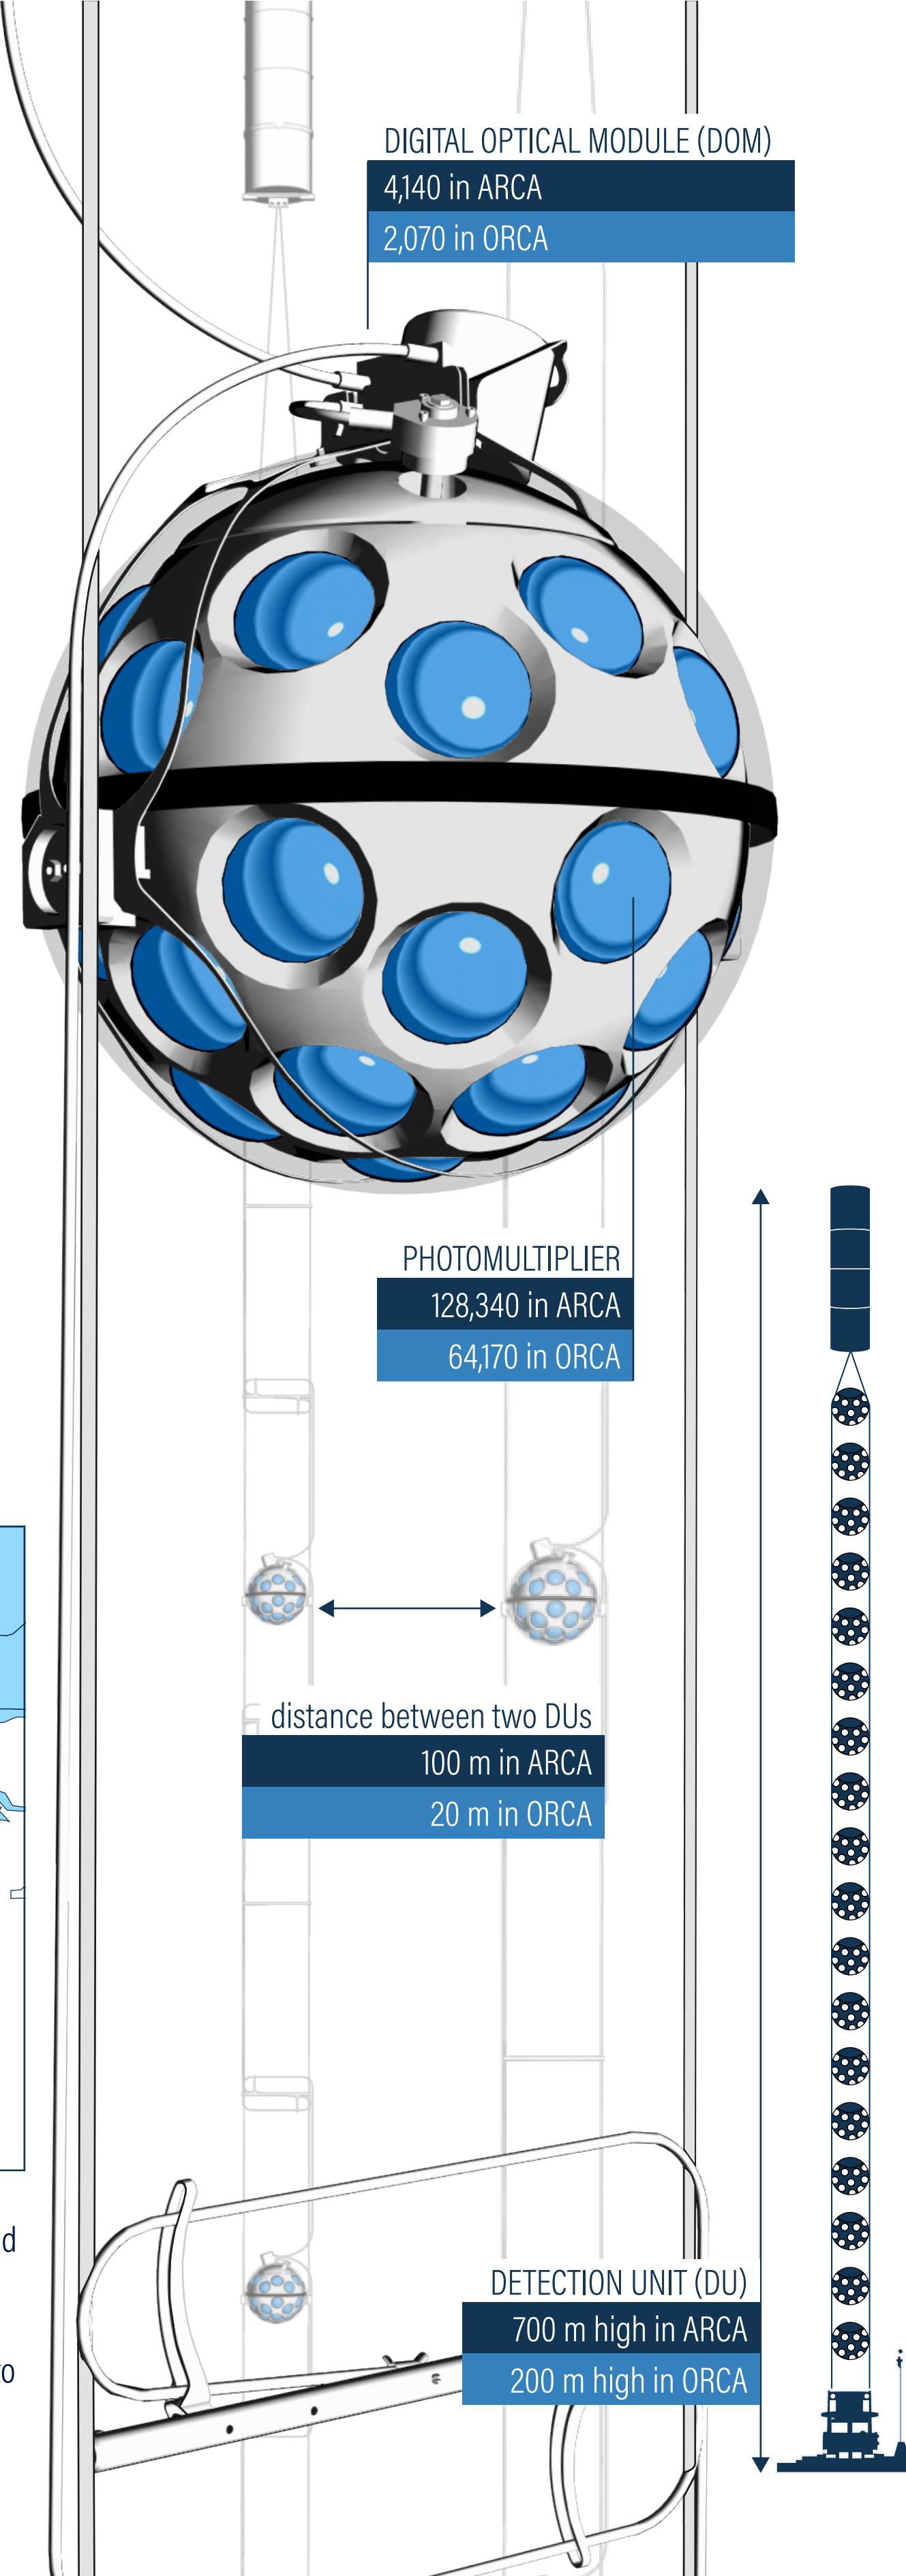 DIGITAL OPTICAL MODULE (DOM)
4,140 in ARCA
2,070 in ORCA
PHOTOMULTIPLIER
128,340 in ARCA
64,170 in ORCA
distance between two DUs
100 m in ARCA
20 m in ORCA
d
DETECTION UNIT (DU)
700 m high in ARCA
200 m high in ORCA